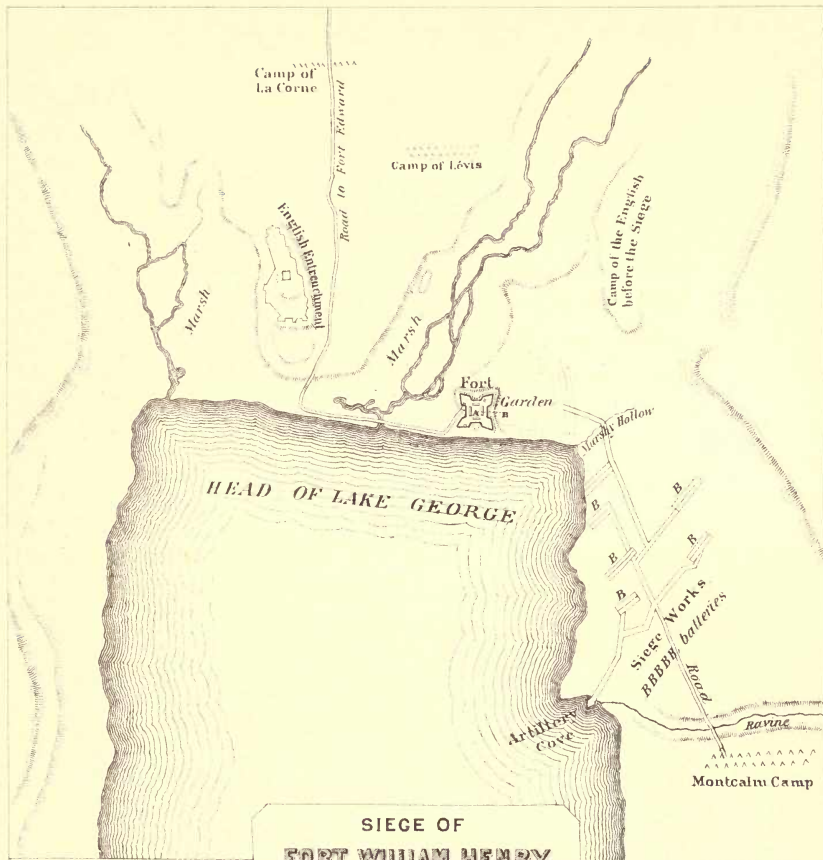 Camp of
La Corne
Road to Fort Edward
Camp of Lévis
English Entrenchment
Camp of the English
before the Siege
Marsh
Marsh
Fort
Garden
Marshy Hollow
HEAD OF LAKE GEORGE
B
B
B
B
B
Siege Works
BBBBB, batteries
Road
Artillery
Cove
Ravine
Montcalm Camp
SIEGE OF
FORT WILLIAM HENRY